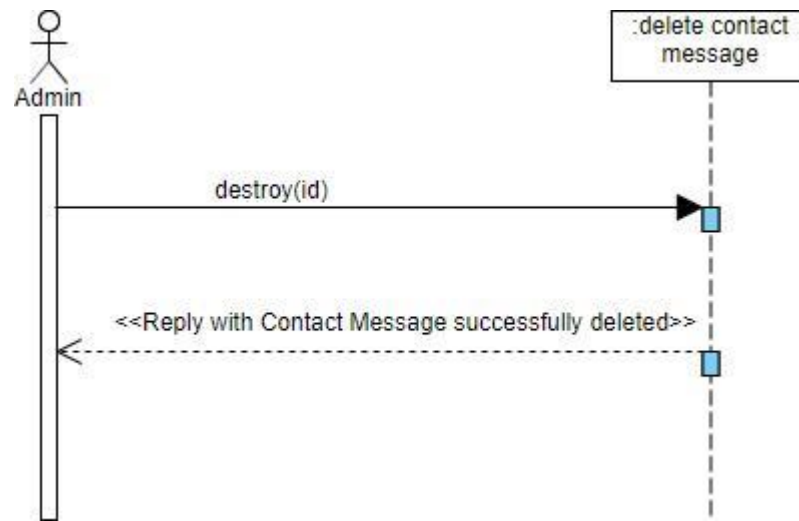 :delete contact
message
Admin
destroy(id)
<<Reply with Contact Message successfully deleted>>